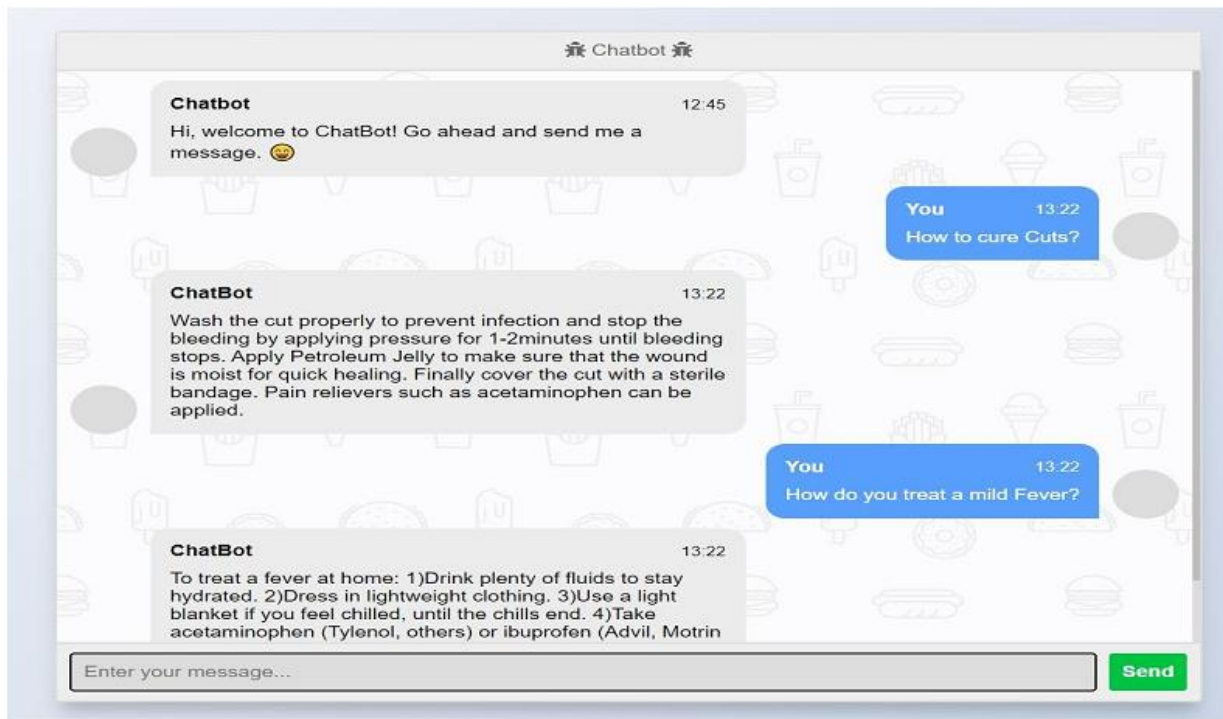 Chatbot
Chatbot 12:45
Hi, welcome to ChatBot! Go ahead and send me a
message. 😄
You 13:22
How to cure Cuts?
ChatBot 13:22
Wash the cut properly to prevent infection and stop the
bleeding by applying pressure for 1-2minutes until bleeding
stops. Apply Petroleum Jelly to make sure that the wound
is moist for quick healing. Finally cover the cut with a sterile
bandage. Pain relievers such as acetaminophen can be
applied.
You 13:22
How do you treat a mild Fever?
ChatBot 13:22
To treat a fever at home: 1)Drink plenty of fluids to stay
hydrated. 2)Dress in lightweight clothing. 3)Use a light
blanket if you feel chilled, until the chills end. 4)Take
acetaminophen (Tylenol, others) or ibuprofen (Advil, Motrin
Enter your message... Send